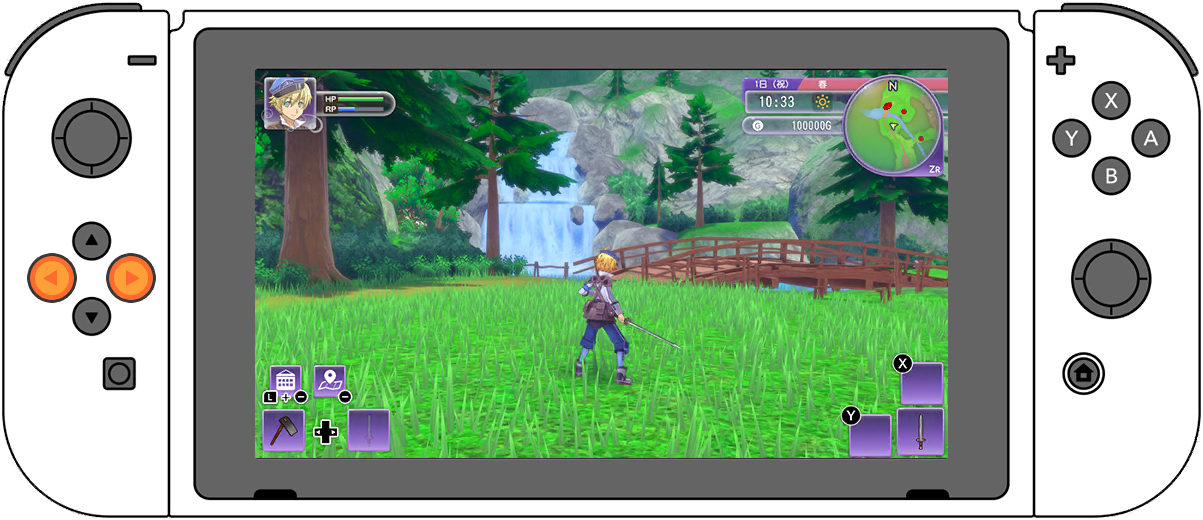 HP
RP
1日 (祝) 春
10:33
G 100000G
N
ZR
X
Y
A
B
L + −
−
X
Y